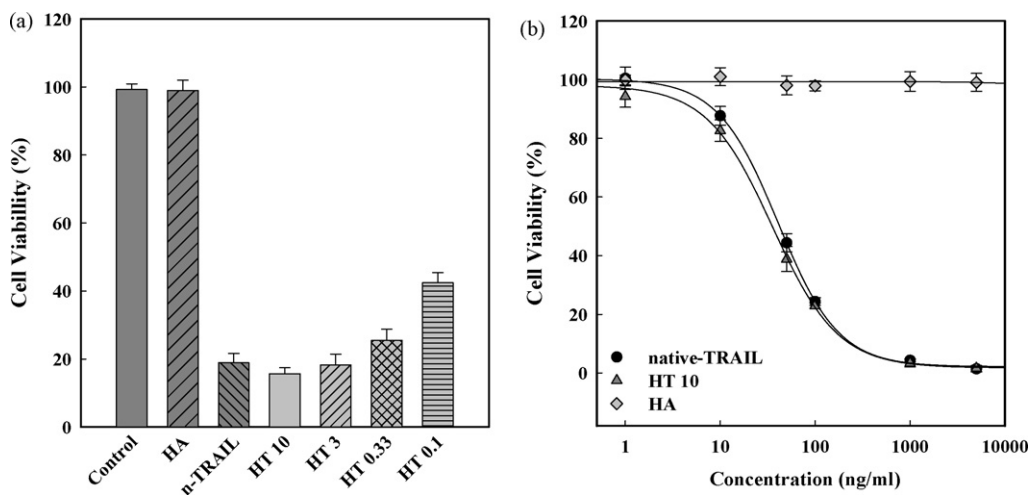 (a)
120
100
80
60
40
20
0
Cell Viabillity (%)
Control
HA
n-TRAIL
HT 10
HT 3
HT 0.33
HT 0.1
(b)
120
100
80
60
40
20
0
Cell Viability (%)
native-TRAIL
HT 10
HA
1
10
100
1000
10000
Concentration (ng/ml)